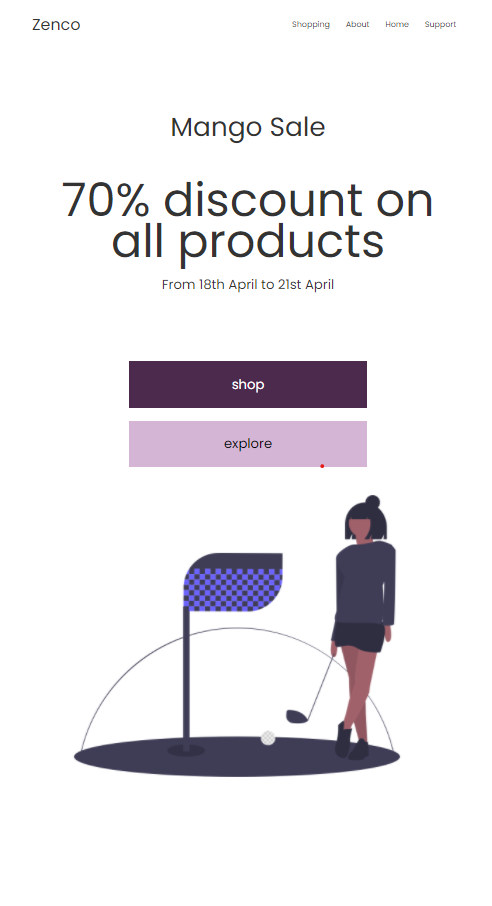 Zenco
Shopping About Home Support
Mango Sale
70% discount on
all products
From 18th April to 21st April
shop
explore